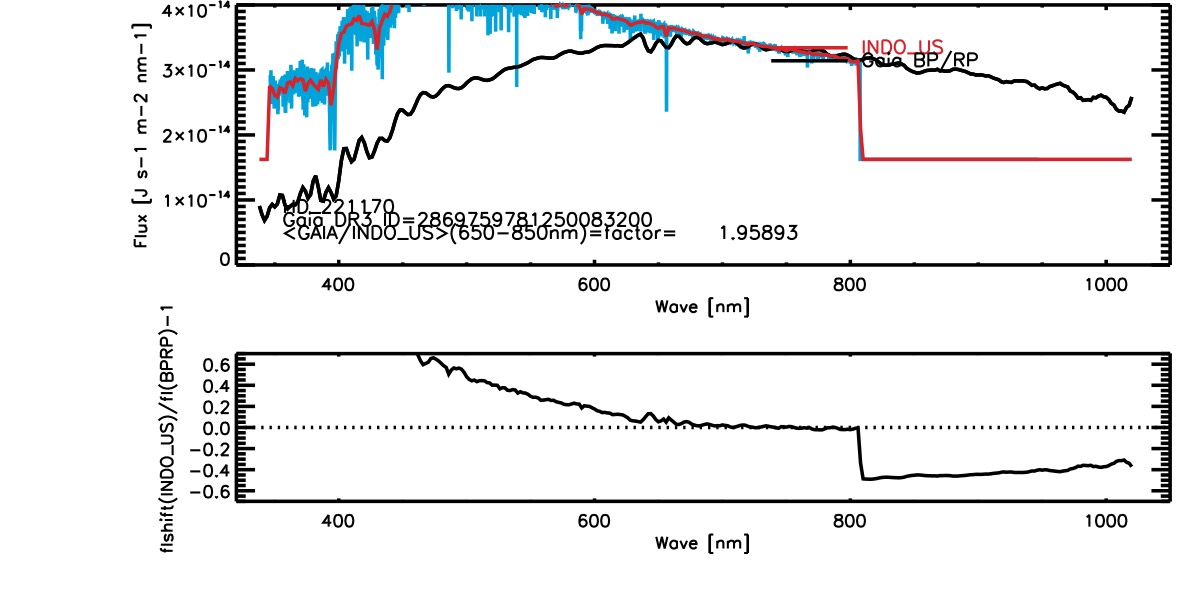 4×10⁻¹⁴
3×10⁻¹⁴
2×10⁻¹⁴
1×10⁻¹⁴
0
Flux [J s−1 m−2 nm−1]
INDO_US
Gaia BP/RP
HD_221170
Gaia DR3 ID=2869759781250083200
<GAIA/INDO_US>(650−850nm)=factor= 1.95893
400 600 800 1000
Wave [nm]
0.6
0.4
0.2
0.0
−0.2
−0.4
−0.6
flshift(INDO_US)/fl(BPRP)−1
400 600 800 1000
Wave [nm]